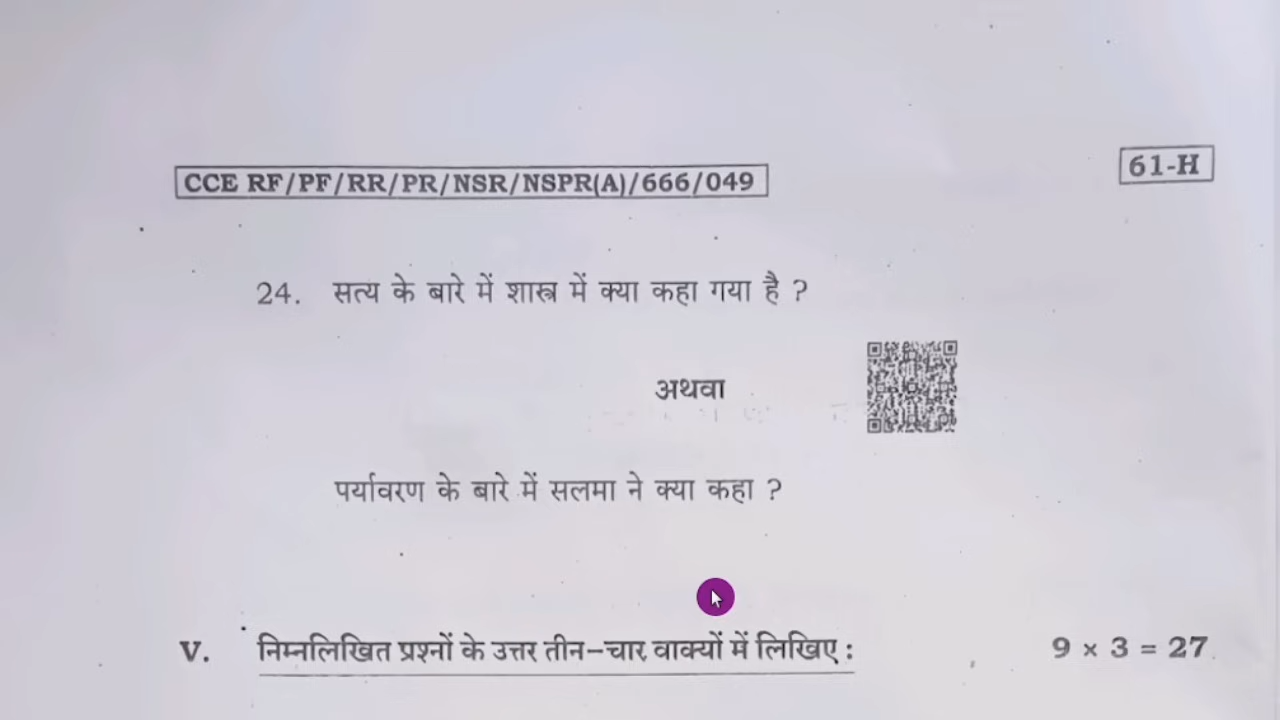 CCE RF/PF/RR/PR/NSR/NSPR(A)/666/049
61-H
24. सत्य के बारे में शास्त्र में क्या कहा गया है ?
अथवा
पर्यावरण के बारे में सलमा ने क्या कहा ?
V. निम्नलिखित प्रश्नों के उत्तर तीन-चार वाक्यों में लिखिए : 9 × 3 = 27